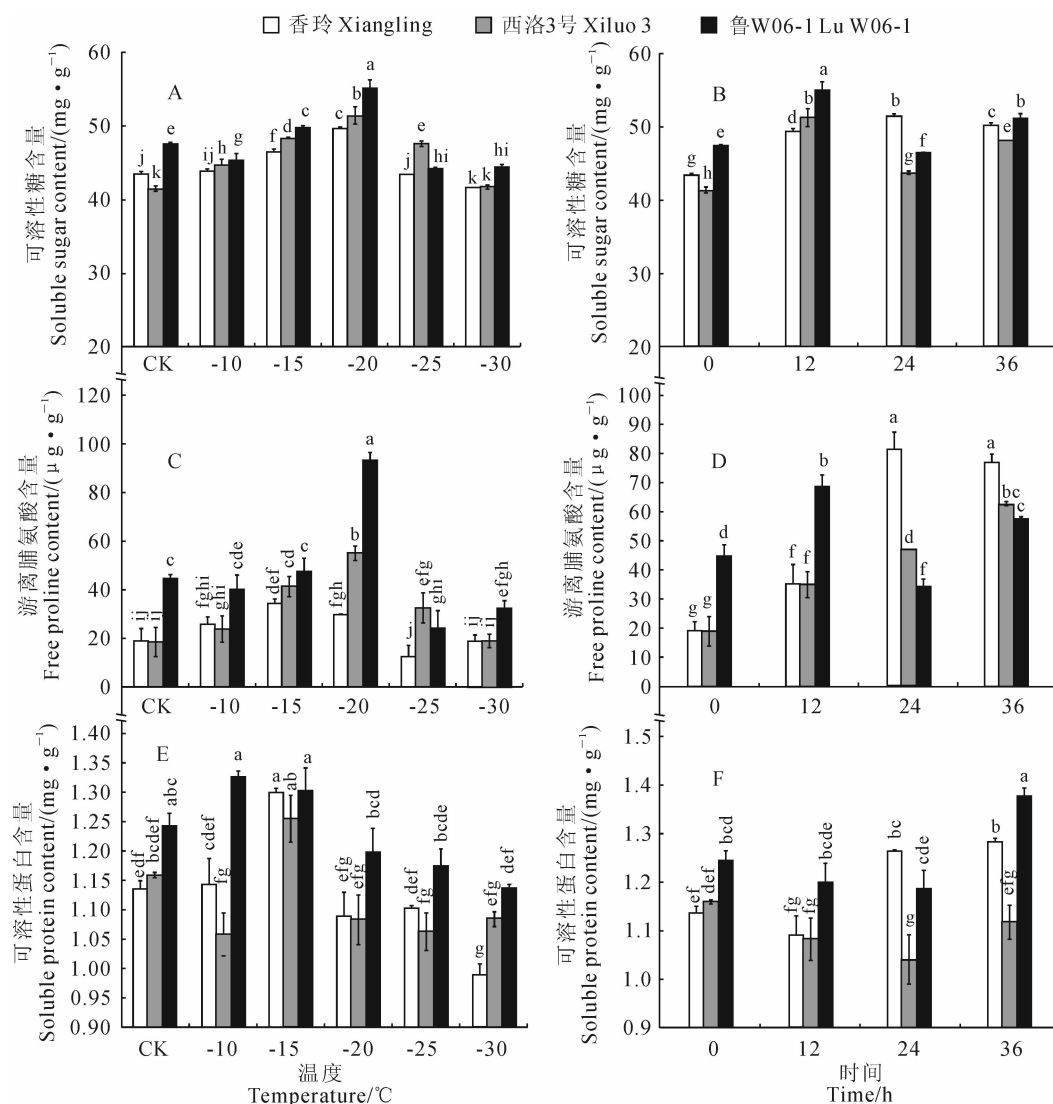 香玲 Xiangling 西洛3号 Xiluo 3 鲁W06-1 Lu W06-1
可溶性糖含量
Soluble sugar content/(mg·g⁻¹)
60
50
40
30
20
A
j k e
ij h g
f d c
c b a
j e hi
k k hi
CK -10 -15 -20 -25 -30
可溶性糖含量
Soluble sugar content/(mg·g⁻¹)
60
50
40
30
20
B
g h e
d b a
b g f
c e b
0 12 24 36
游离脯氨酸含量
Free proline content/(μg·g⁻¹)
120
100
80
60
40
20
0
C
ij ij c
fghi ghi cde
def cd c
fgh b a
j efg ghi
ij ij efgh
CK -10 -15 -20 -25 -30
游离脯氨酸含量
Free proline content/(μg·g⁻¹)
100
90
80
70
60
50
40
30
20
10
0
D
g g d
f f b
a d f
a bc c
0 12 24 36
可溶性蛋白含量
Soluble protein content/(mg·g⁻¹)
1.40
1.35
1.30
1.25
1.20
1.15
1.10
1.05
1.00
0.95
0.90
E
edf bcdef abc
cdef fg a
a ab a
efg efg bcd
def fg bcde
g efg def
CK -10 -15 -20 -25 -30
温度
Temperature/℃
可溶性蛋白含量
Soluble protein content/(mg·g⁻¹)
1.5
1.4
1.3
1.2
1.1
1.0
0.9
F
ef def bcd
fg fg bcde
bc g cde
b efg a
0 12 24 36
时间
Time/h